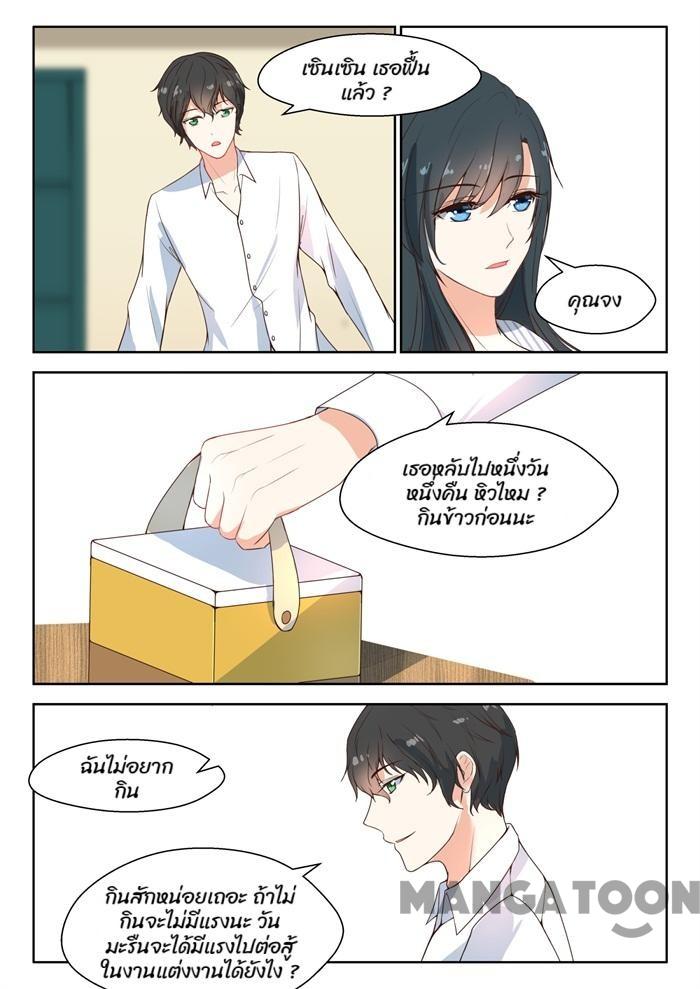 เซินเซิน เธอฟื้น
แล้ว ?
คุณจง
เธอหลับไปหนึ่งวัน
หนึ่งคืน หิวไหม ?
กินข้าวก่อนนะ
ฉันไม่อยาก
กิน
กินสักหน่อยเถอะ ถ้าไม่
กินจะไม่มีแรงนะ วัน
มะรืนจะได้มีแรงไปต่อสู้
ในงานแต่งงานได้ยังไง ?
MANGATOON